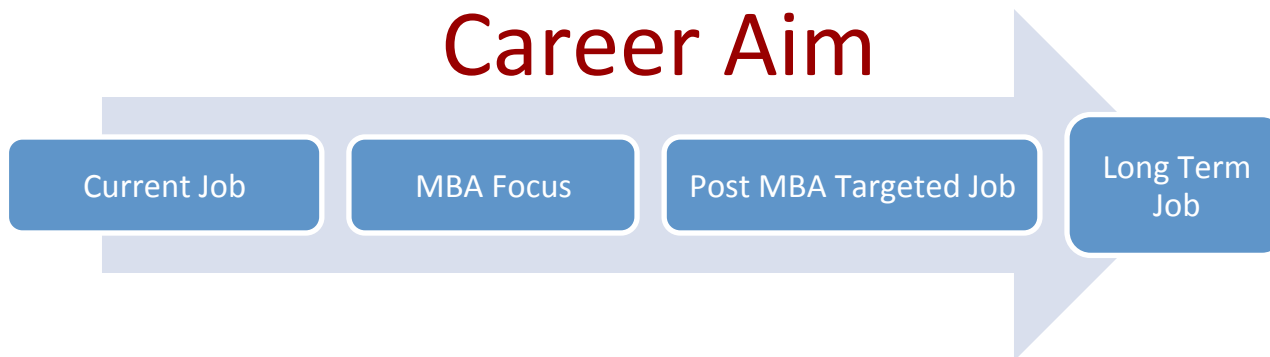 Career Aim
Current Job
MBA Focus
Post MBA Targeted Job
Long Term
Job